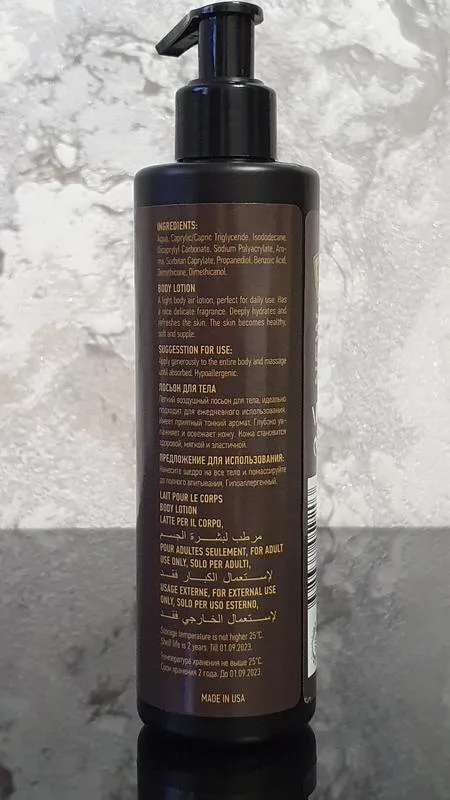 INGREDIENTS:
Aqua, Caprylic/Capric Triglyceride, Isododecane,
Dicaprylyl Carbonate, Sodium Polyacrylate, Aro-
ma, Sorbitan Caprylate, Propanediol, Benzoic Acid,
Dimethicone, Dimethiconol.
BODY LOTION
A light body air lotion, perfect for daily use. Has
a nice delicate fragrance. Deeply hydrates and
refreshes the skin. The skin becomes healthy,
soft and supple.
SUGGESSTION FOR USE:
Apply generously to the entire body and massage
until absorbed. Hypoallergenic.
ЛОСЬОН ДЛЯ ТЕЛА
Легкий воздушный лосьон для тела, идеально
подходит для ежедневного использования.
Имеет приятный тонкий аромат. Глубоко ув-
лажняет и освежает кожу. Кожа становится
здоровой, мягкой и эластичной.
ПРЕДЛОЖЕНИЕ ДЛЯ ИСПОЛЬЗОВАНИЯ:
Нанесите щедро на все тело и помассируйте
до полного впитывания. Гипоаллергенный.
LAIT POUR LE CORPS
BODY LOTION
LATTE PER IL CORPO,
مرطب لبشرة الجسم
POUR ADULTES SEULEMENT, FOR ADULT
USE ONLY, SOLO PER ADULTI,
لإستعمال الكبار فقد
USAGE EXTERNE, FOR EXTERNAL USE
ONLY, SOLO PER USO ESTERNO,
لإستعمال الخارجي فقد
Storage temperature is not higher 25°C.
Shelf life is 2 years. Till 01.09.2023.
Температура хранения не выше 25°C.
Срок хранения 2 года. До 01.09.2023.
MADE IN USA